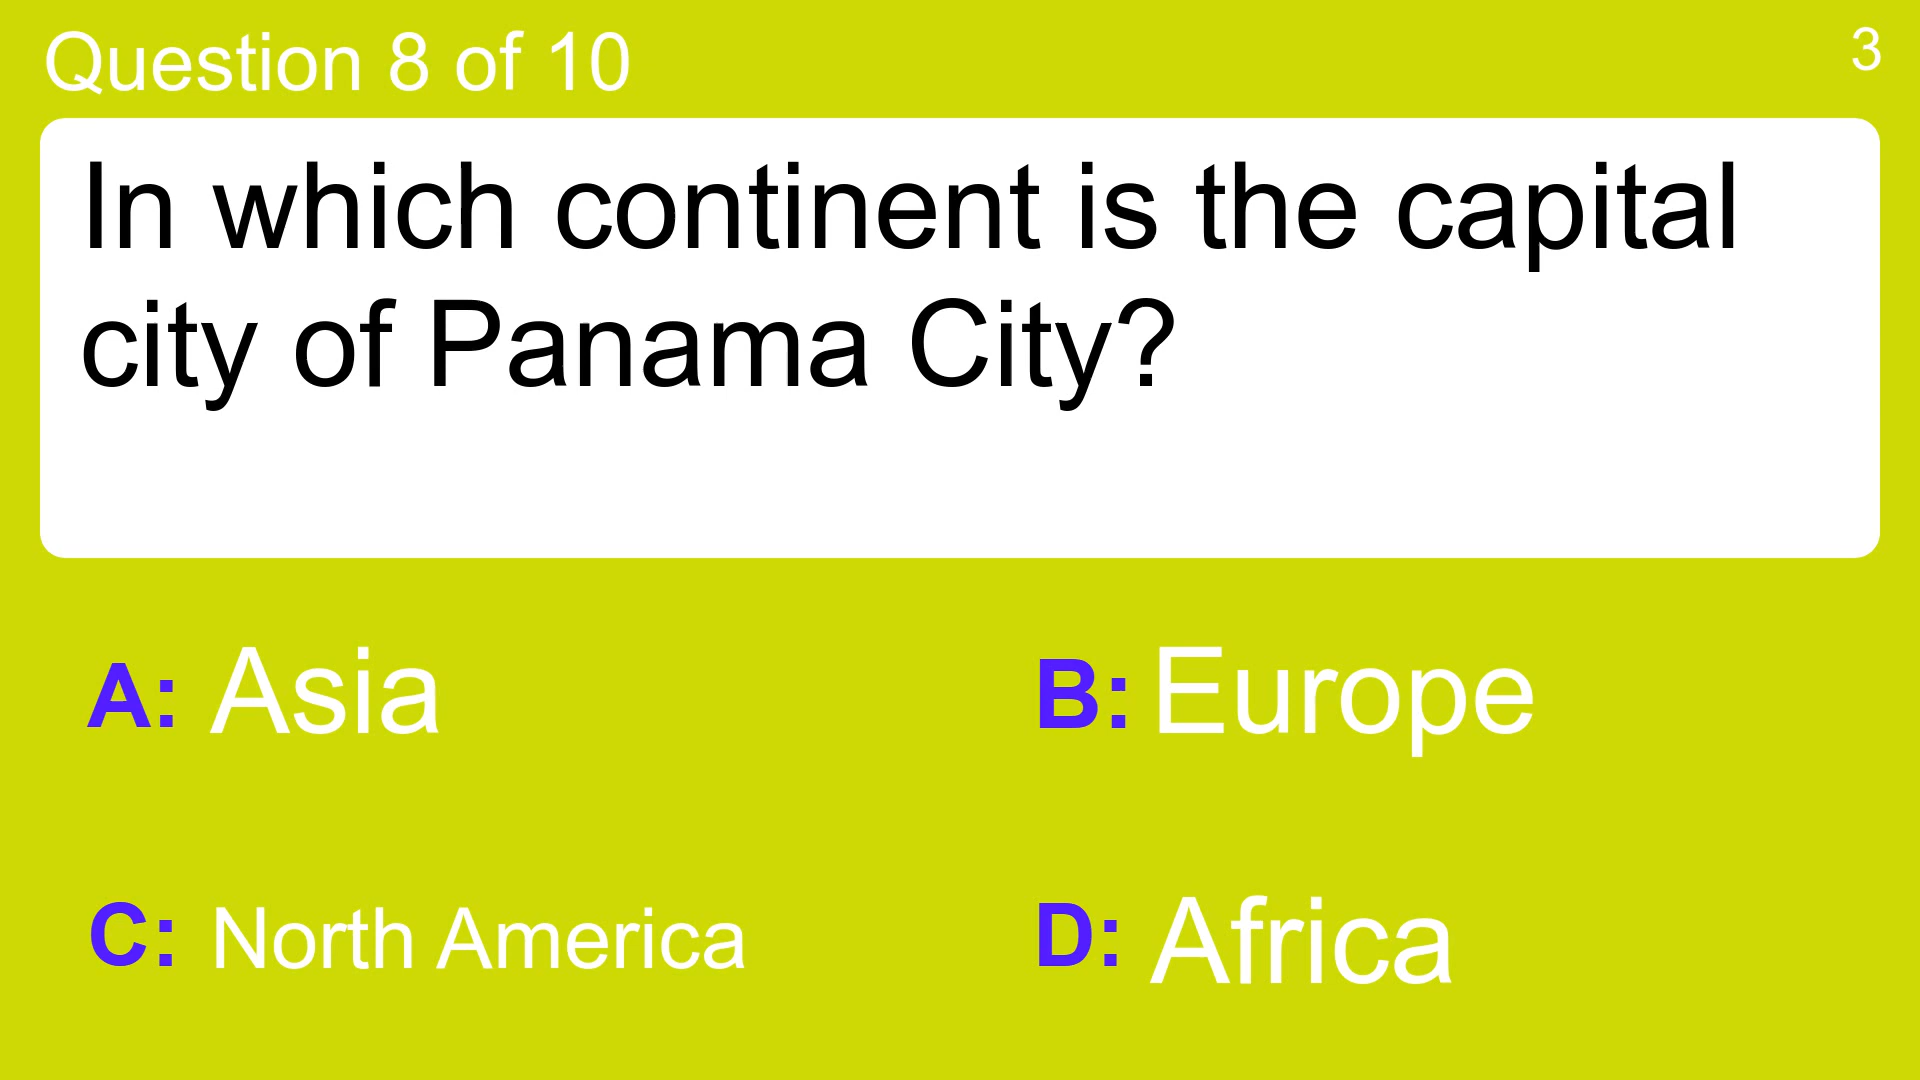 Question 8 of 10
3
In which continent is the capital
city of Panama City?
A: Asia
B: Europe
C: North America
D: Africa